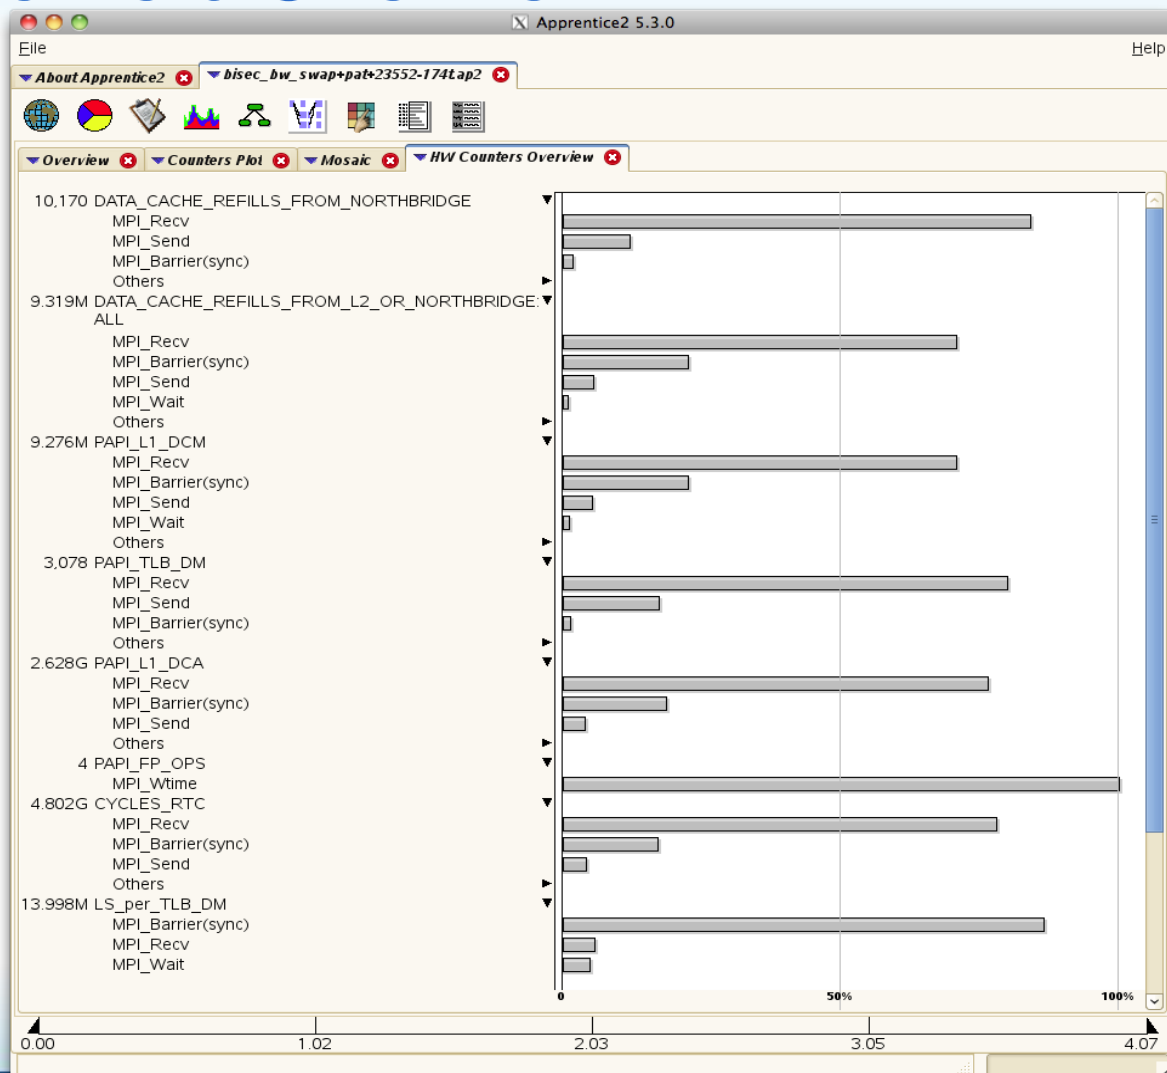 Apprentice2 5.3.0
File Help
About Apprentice2 bisec_bw_swap+pat+23552-174t.ap2
Overview Counters Plot Mosaic HW Counters Overview
10,170 DATA_CACHE_REFILLS_FROM_NORTHBRIDGE
MPI_Recv
MPI_Send
MPI_Barrier(sync)
Others
9.319M DATA_CACHE_REFILLS_FROM_L2_OR_NORTHBRIDGE:
ALL
MPI_Recv
MPI_Barrier(sync)
MPI_Send
MPI_Wait
Others
9.276M PAPI_L1_DCM
MPI_Recv
MPI_Barrier(sync)
MPI_Send
MPI_Wait
Others
3,078 PAPI_TLB_DM
MPI_Recv
MPI_Send
MPI_Barrier(sync)
Others
2.628G PAPI_L1_DCA
MPI_Recv
MPI_Barrier(sync)
MPI_Send
Others
4 PAPI_FP_OPS
MPI_Wtime
4.802G CYCLES_RTC
MPI_Recv
MPI_Barrier(sync)
MPI_Send
Others
13.998M LS_per_TLB_DM
MPI_Barrier(sync)
MPI_Recv
MPI_Wait
0 50% 100%
0.00 1.02 2.03 3.05 4.07